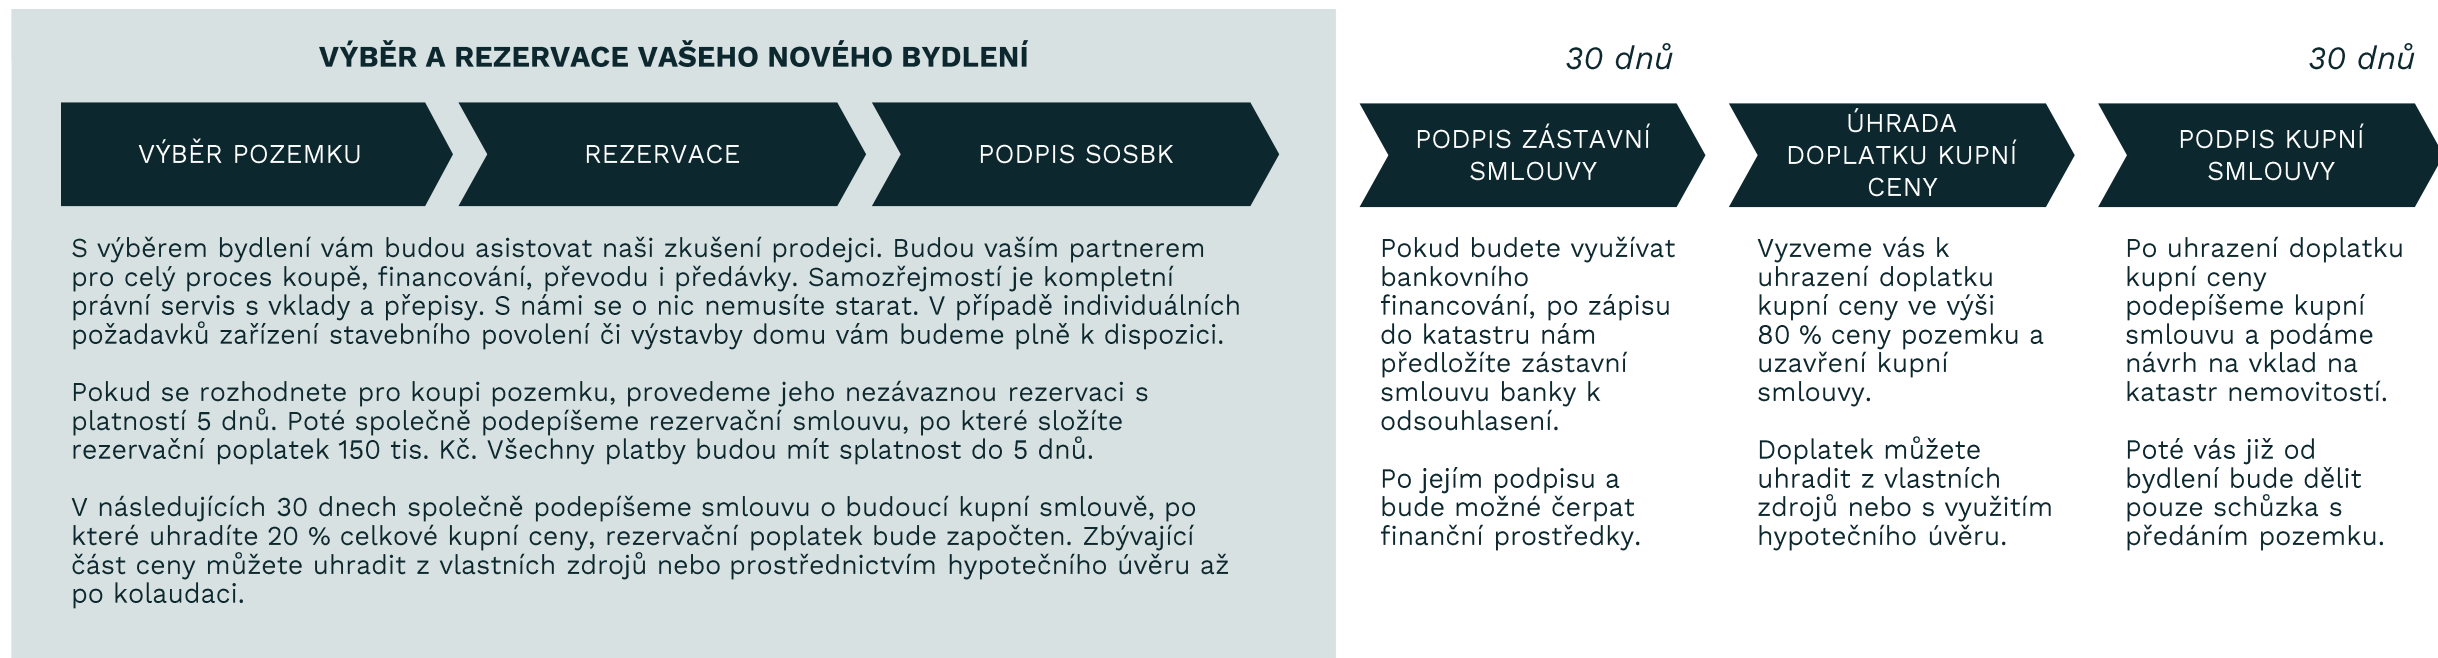 VÝBĚR A REZERVACE VAŠEHO NOVÉHO BYDLENÍ
VÝBĚR POZEMKU
REZERVACE
PODPIS SOSBK
S výběrem bydlení vám budou asistovat naši zkušení prodejci. Budou vaším partnerem
pro celý proces koupě, financování, převodu i předávky. Samozřejmostí je kompletní
právní servis s vklady a přepisy. S námi se o nic nemusíte starat. V případě individuálních
požadavků zařízení stavebního povolení či výstavby domu vám budeme plně k dispozici.
Pokud se rozhodnete pro koupi pozemku, provedeme jeho nezávaznou rezervaci s
platností 5 dnů. Poté společně podepíšeme rezervační smlouvu, po které složíte
rezervační poplatek 150 tis. Kč. Všechny platby budou mít splatnost do 5 dnů.
V následujících 30 dnech společně podepíšeme smlouvu o budoucí kupní smlouvě, po
které uhradíte 20 % celkové kupní ceny, rezervační poplatek bude započten. Zbývající
část ceny můžete uhradit z vlastních zdrojů nebo prostřednictvím hypotečního úvěru až
po kolaudaci.
30 dnů
PODPIS ZÁSTAVNÍ
SMLOUVY
Pokud budete využívat
bankovního
financování, po zápisu
do katastru nám
předložíte zástavní
smlouvu banky k
odsouhlasení.
Po jejím podpisu a
bude možné čerpat
finanční prostředky.
ÚHRADA
DOPLATKU KUPNÍ
CENY
Vyzveme vás k
uhrazení doplatku
kupní ceny ve výši
80 % ceny pozemku a
uzavření kupní
smlouvy.
Doplatek můžete
uhradit z vlastních
zdrojů nebo s využitím
hypotečního úvěru.
30 dnů
PODPIS KUPNÍ
SMLOUVY
Po uhrazení doplatku
kupní ceny
podepíšeme kupní
smlouvu a podáme
návrh na vklad na
katastr nemovitostí.
Poté vás již od
bydlení bude dělit
pouze schůzka s
předáním pozemku.